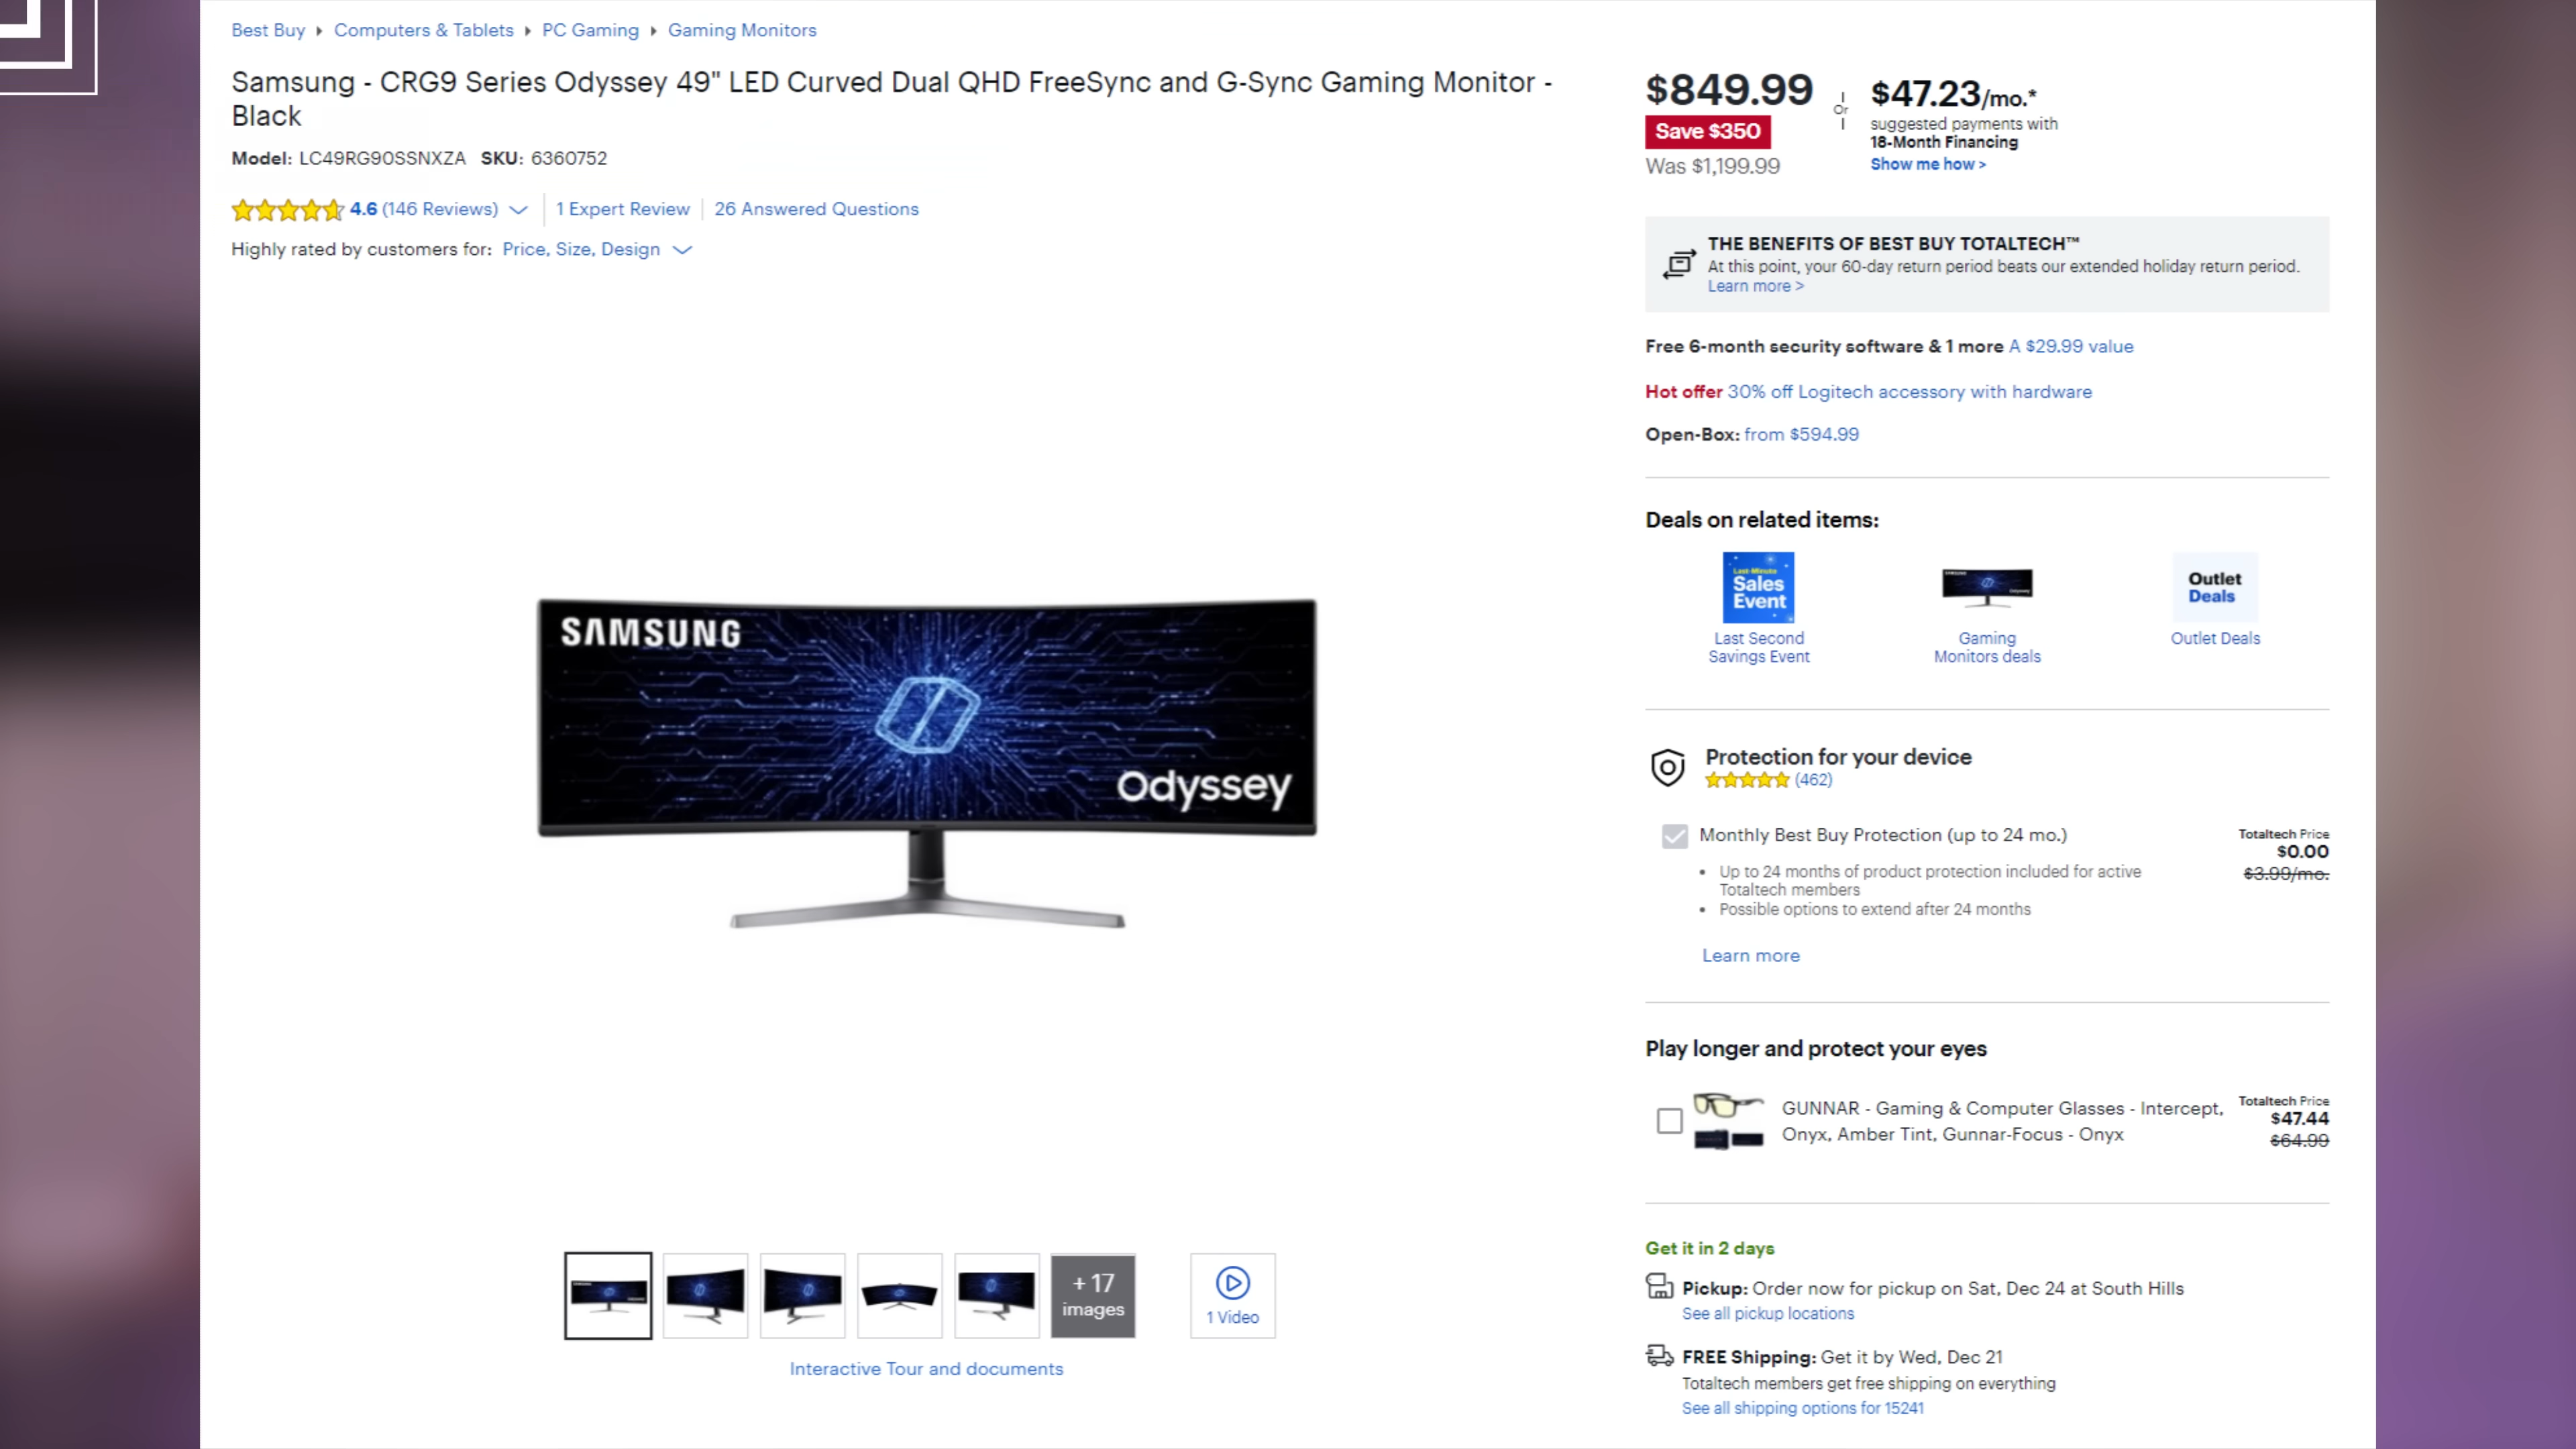 Best Buy Computers & Tablets PC Gaming Gaming Monitors
Samsung - CRG9 Series Odyssey 49" LED Curved Dual QHD FreeSync and G-Sync Gaming Monitor -
Black
Model: LC49RG90SSNXZA SKU: 6360752
4.6 (146 Reviews) 1 Expert Review 26 Answered Questions
Highly rated by customers for: Price, Size, Design
SAMSUNG
Odyssey
+ 17
images
1 Video
Interactive Tour and documents
$849.99
Save $350
Was $1,199.99
Or
$47.23/mo.*
suggested payments with
18-Month Financing
Show me how >
THE BENEFITS OF BEST BUY TOTALTECH™
At this point, your 60-day return period beats our extended holiday return period.
Learn more >
Free 6-month security software & 1 more A $29.99 value
Hot offer 30% off Logitech accessory with hardware
Open-Box: from $594.99
Deals on related items:
Last-Minute
Sales
Event
Last Second
Savings Event
Gaming
Monitors deals
Outlet
Deals
Outlet Deals
Protection for your device
(462)
Monthly Best Buy Protection (up to 24 mo.)
Totaltech Price
$0.00
$3.99/mo.
• Up to 24 months of product protection included for active
Totaltech members
• Possible options to extend after 24 months
Learn more
Play longer and protect your eyes
GUNNAR - Gaming & Computer Glasses - Intercept,
Onyx, Amber Tint, Gunnar-Focus - Onyx
Totaltech Price
$47.44
$64.99
Get it in 2 days
Pickup: Order now for pickup on Sat, Dec 24 at South Hills
See all pickup locations
FREE Shipping: Get it by Wed, Dec 21
Totaltech members get free shipping on everything
See all shipping options for 15241